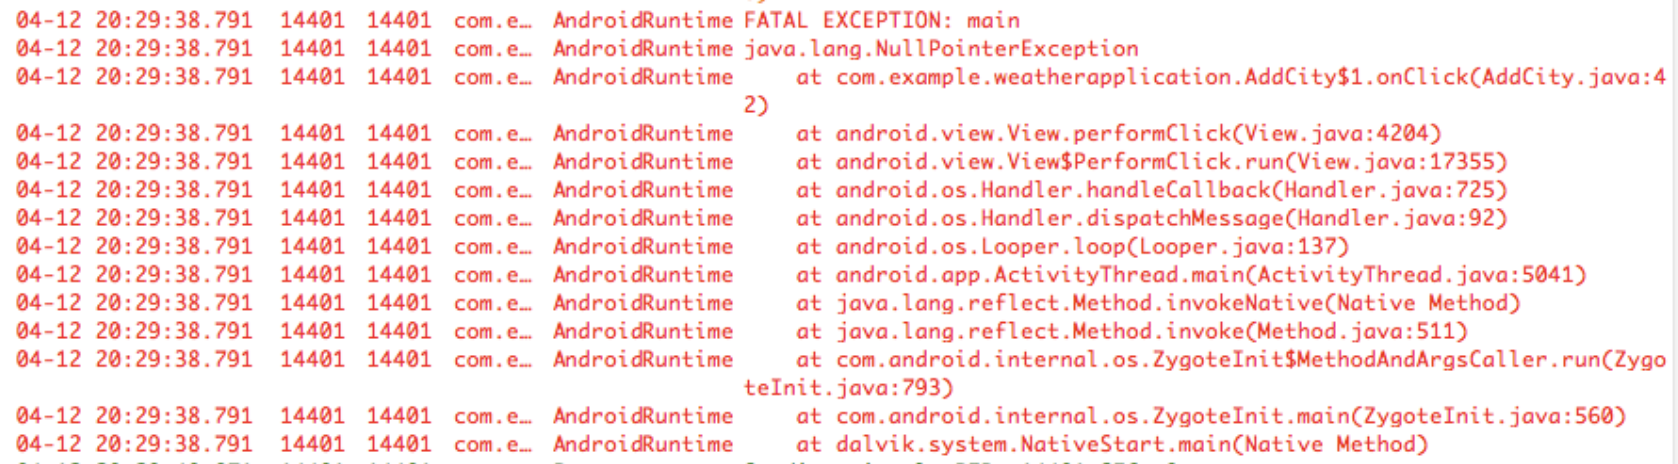 04-12 20:29:38.791 14401 14401 com.e… AndroidRuntime FATAL EXCEPTION: main
04-12 20:29:38.791 14401 14401 com.e… AndroidRuntime java.lang.NullPointerException
04-12 20:29:38.791 14401 14401 com.e… AndroidRuntime at com.example.weatherapplication.AddCity$1.onClick(AddCity.java:4
2)
04-12 20:29:38.791 14401 14401 com.e… AndroidRuntime at android.view.View.performClick(View.java:4204)
04-12 20:29:38.791 14401 14401 com.e… AndroidRuntime at android.view.View$PerformClick.run(View.java:17355)
04-12 20:29:38.791 14401 14401 com.e… AndroidRuntime at android.os.Handler.handleCallback(Handler.java:725)
04-12 20:29:38.791 14401 14401 com.e… AndroidRuntime at android.os.Handler.dispatchMessage(Handler.java:92)
04-12 20:29:38.791 14401 14401 com.e… AndroidRuntime at android.os.Looper.loop(Looper.java:137)
04-12 20:29:38.791 14401 14401 com.e… AndroidRuntime at android.app.ActivityThread.main(ActivityThread.java:5041)
04-12 20:29:38.791 14401 14401 com.e… AndroidRuntime at java.lang.reflect.Method.invokeNative(Native Method)
04-12 20:29:38.791 14401 14401 com.e… AndroidRuntime at java.lang.reflect.Method.invoke(Method.java:511)
04-12 20:29:38.791 14401 14401 com.e… AndroidRuntime at com.android.internal.os.ZygoteInit$MethodAndArgsCaller.run(Zygo
teInit.java:793)
04-12 20:29:38.791 14401 14401 com.e… AndroidRuntime at com.android.internal.os.ZygoteInit.main(ZygoteInit.java:560)
04-12 20:29:38.791 14401 14401 com.e… AndroidRuntime at dalvik.system.NativeStart.main(Native Method)